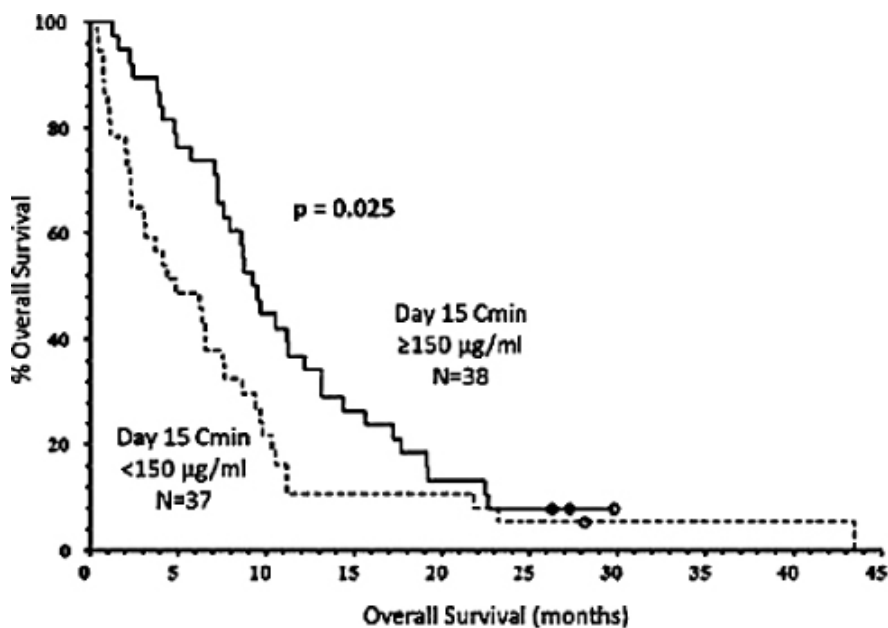 100
80
60
40
20
0
% Overall Survival
p = 0.025
Day 15 Cmin
≥150 µg/ml
N=38
Day 15 Cmin
<150 µg/ml
N=37
0 5 10 15 20 25 30 35 40 45
Overall Survival (months)